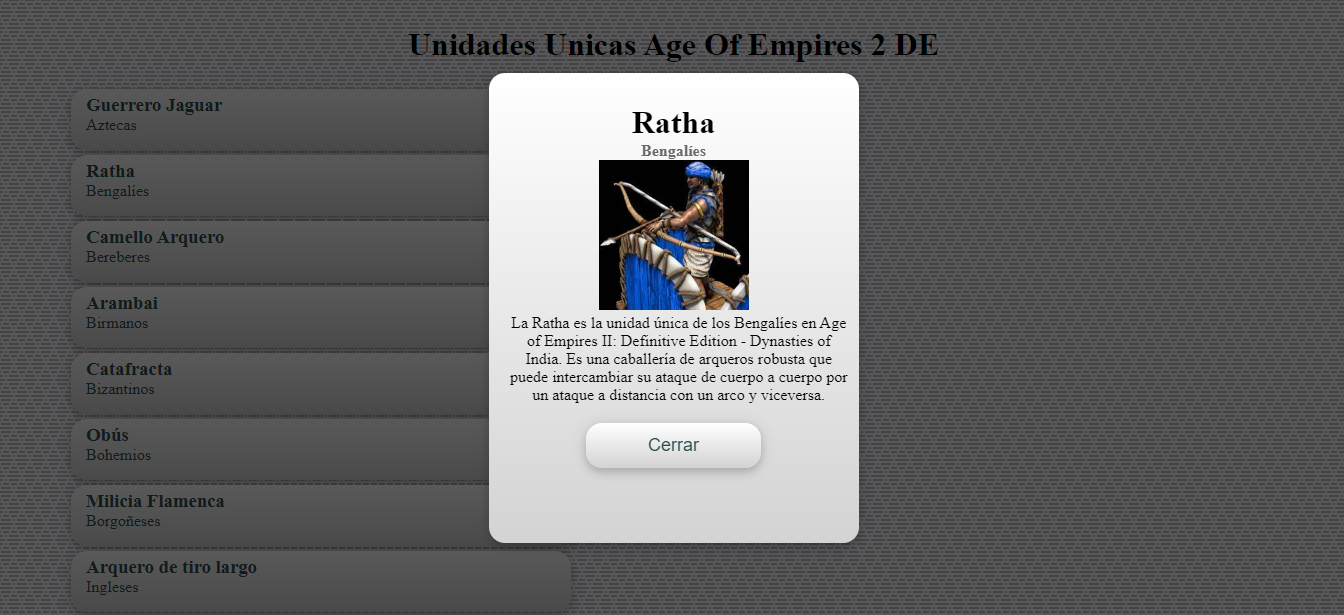 Unidades Unicas Age Of Empires 2 DE
Guerrero Jaguar
Aztecas
Ratha
Bengalíes
Camello Arquero
Bereberes
Arambai
Birmanos
Catafracta
Bizantinos
Obús
Bohemios
Milicia Flamenca
Borgoñeses
Arquero de tiro largo
Ingleses
Ratha
Bengalíes
La Ratha es la unidad única de los Bengalíes en Age
of Empires II: Definitive Edition - Dynasties of
India. Es una caballería de arqueros robusta que
puede intercambiar su ataque de cuerpo a cuerpo por
un ataque a distancia con un arco y viceversa.
Cerrar